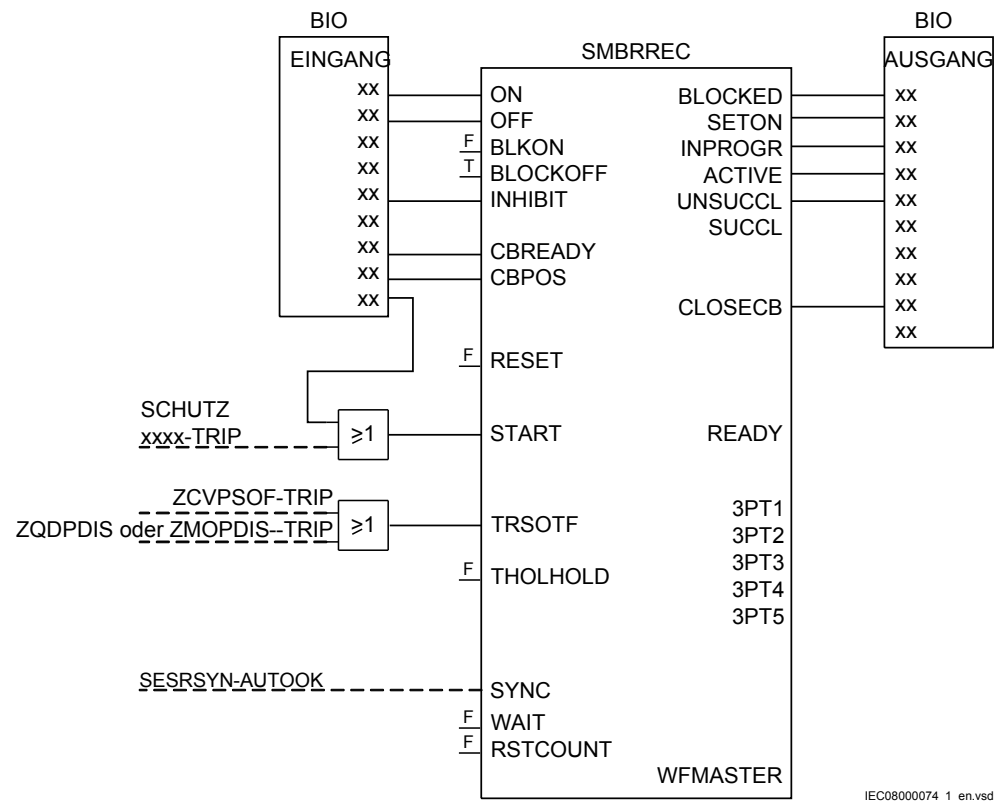 BIO
EINGANG
xx
xx
xx
xx
xx
xx
xx
xx
xx
SMBRREC
ON
OFF
F
BLKON
T
BLOCKOFF
INHIBIT
CBREADY
CBPOS
F
RESET
START
TRSOTF
F
THOLHOLD
SYNC
F
WAIT
F
RSTCOUNT
BLOCKED
SETON
INPROGR
ACTIVE
UNSUCCL
SUCCL
CLOSECB
READY
3PT1
3PT2
3PT3
3PT4
3PT5
WFMASTER
BIO
AUSGANG
xx
xx
xx
xx
xx
xx
xx
xx
xx
xx
SCHUTZ
xxxx-TRIP
≥1
ZCVPSOF-TRIP
ZQDPDIS oder ZMOPDIS--TRIP
≥1
SESRSYN-AUTOOK
IEC08000074_1_en.vsd